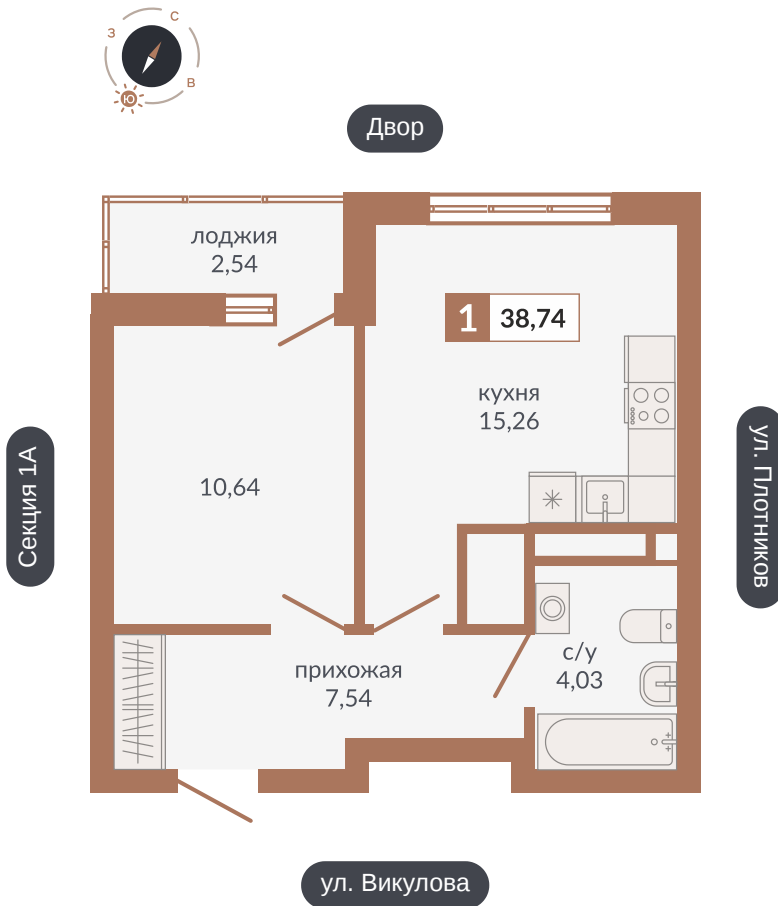 С
З
В
Ю
Двор
лоджия
2,54
1 38,74
кухня
15,26
Секция 1А
ул. Плотников
10,64
с/у
4,03
прихожая
7,54
ул. Викулова